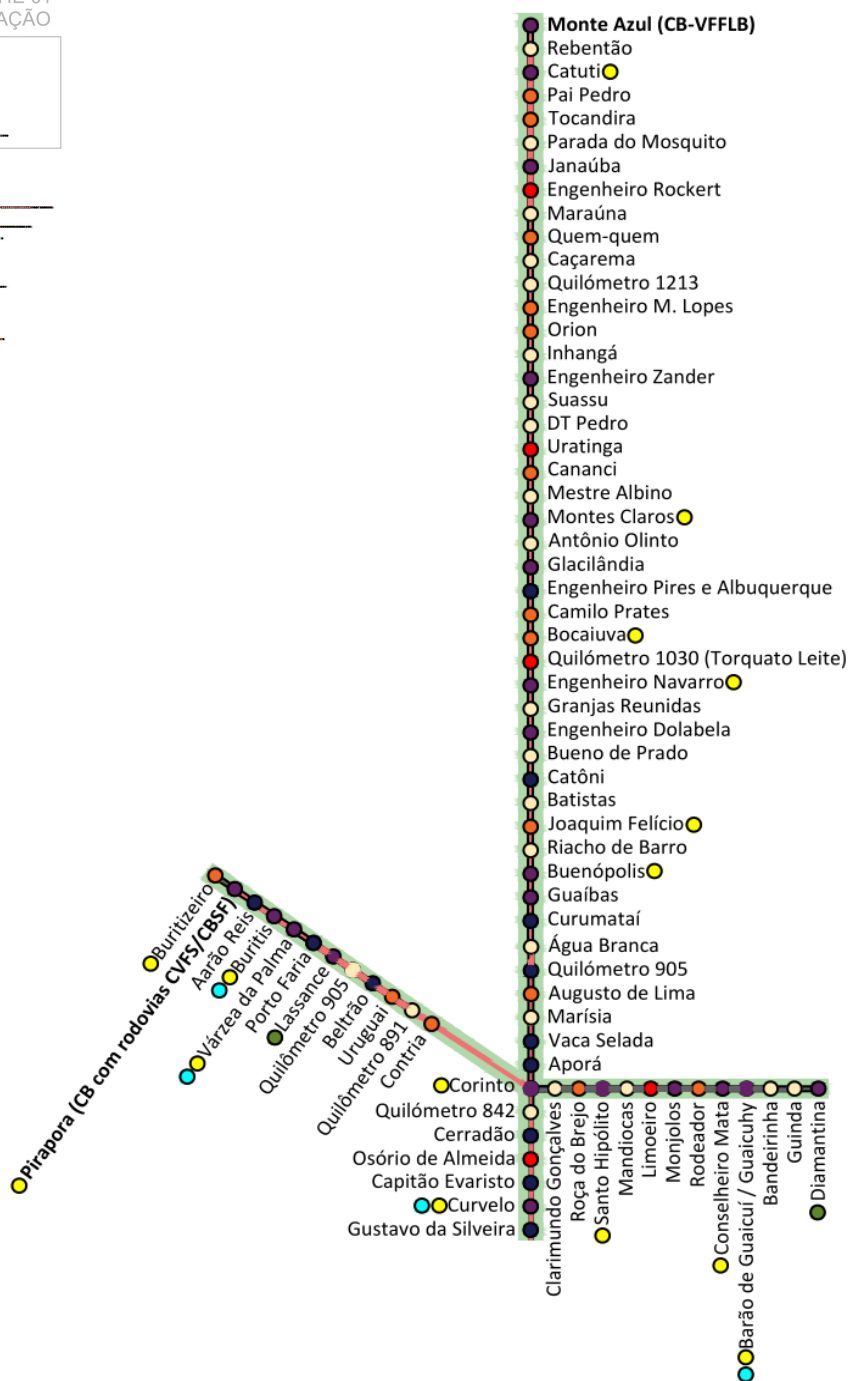 AÇÃO
Monte Azul (CB-VFFLB)
Rebentão
Catuti
Pai Pedro
Tocandira
Parada do Mosquito
Janaúba
Engenheiro Rockert
Maraúna
Quem-quem
Caçarema
Quilómetro 1213
Engenheiro M. Lopes
Orion
Inhangá
Engenheiro Zander
Suassu
DT Pedro
Uratinga
Cananci
Mestre Albino
Montes Claros
Antônio Olinto
Glacilândia
Engenheiro Pires e Albuquerque
Camilo Prates
Bocaiuva
Quilómetro 1030 (Torquato Leite)
Engenheiro Navarro
Granjas Reunidas
Engenheiro Dolabela
Bueno de Prado
Catôni
Batistas
Joaquim Felício
Riacho de Barro
Buenópolis
Guaíbas
Curumataí
Água Branca
Quilómetro 905
Augusto de Lima
Marísia
Vaca Selada
Aporá
Buritizeiro
Pirapora (CB com rodovias CVFS/CBSF)
Aarão Reis
Buritis
Várzea da Palma
Porto Faria
Lassance
Quilômetro 905
Beltrão
Uruguai
Quilômetro 891
Contria
Corinto
Quilómetro 842
Cerradão
Osório de Almeida
Capitão Evaristo
Curvelo
Gustavo da Silveira
Clarimundo Gonçalves
Roça do Brejo
Santo Hipólito
Mandiocas
Limoeiro
Monjolos
Rodeador
Conselheiro Mata
Barão de Guaicuí / Guaicuhy
Bandeirinha
Guinda
Diamantina